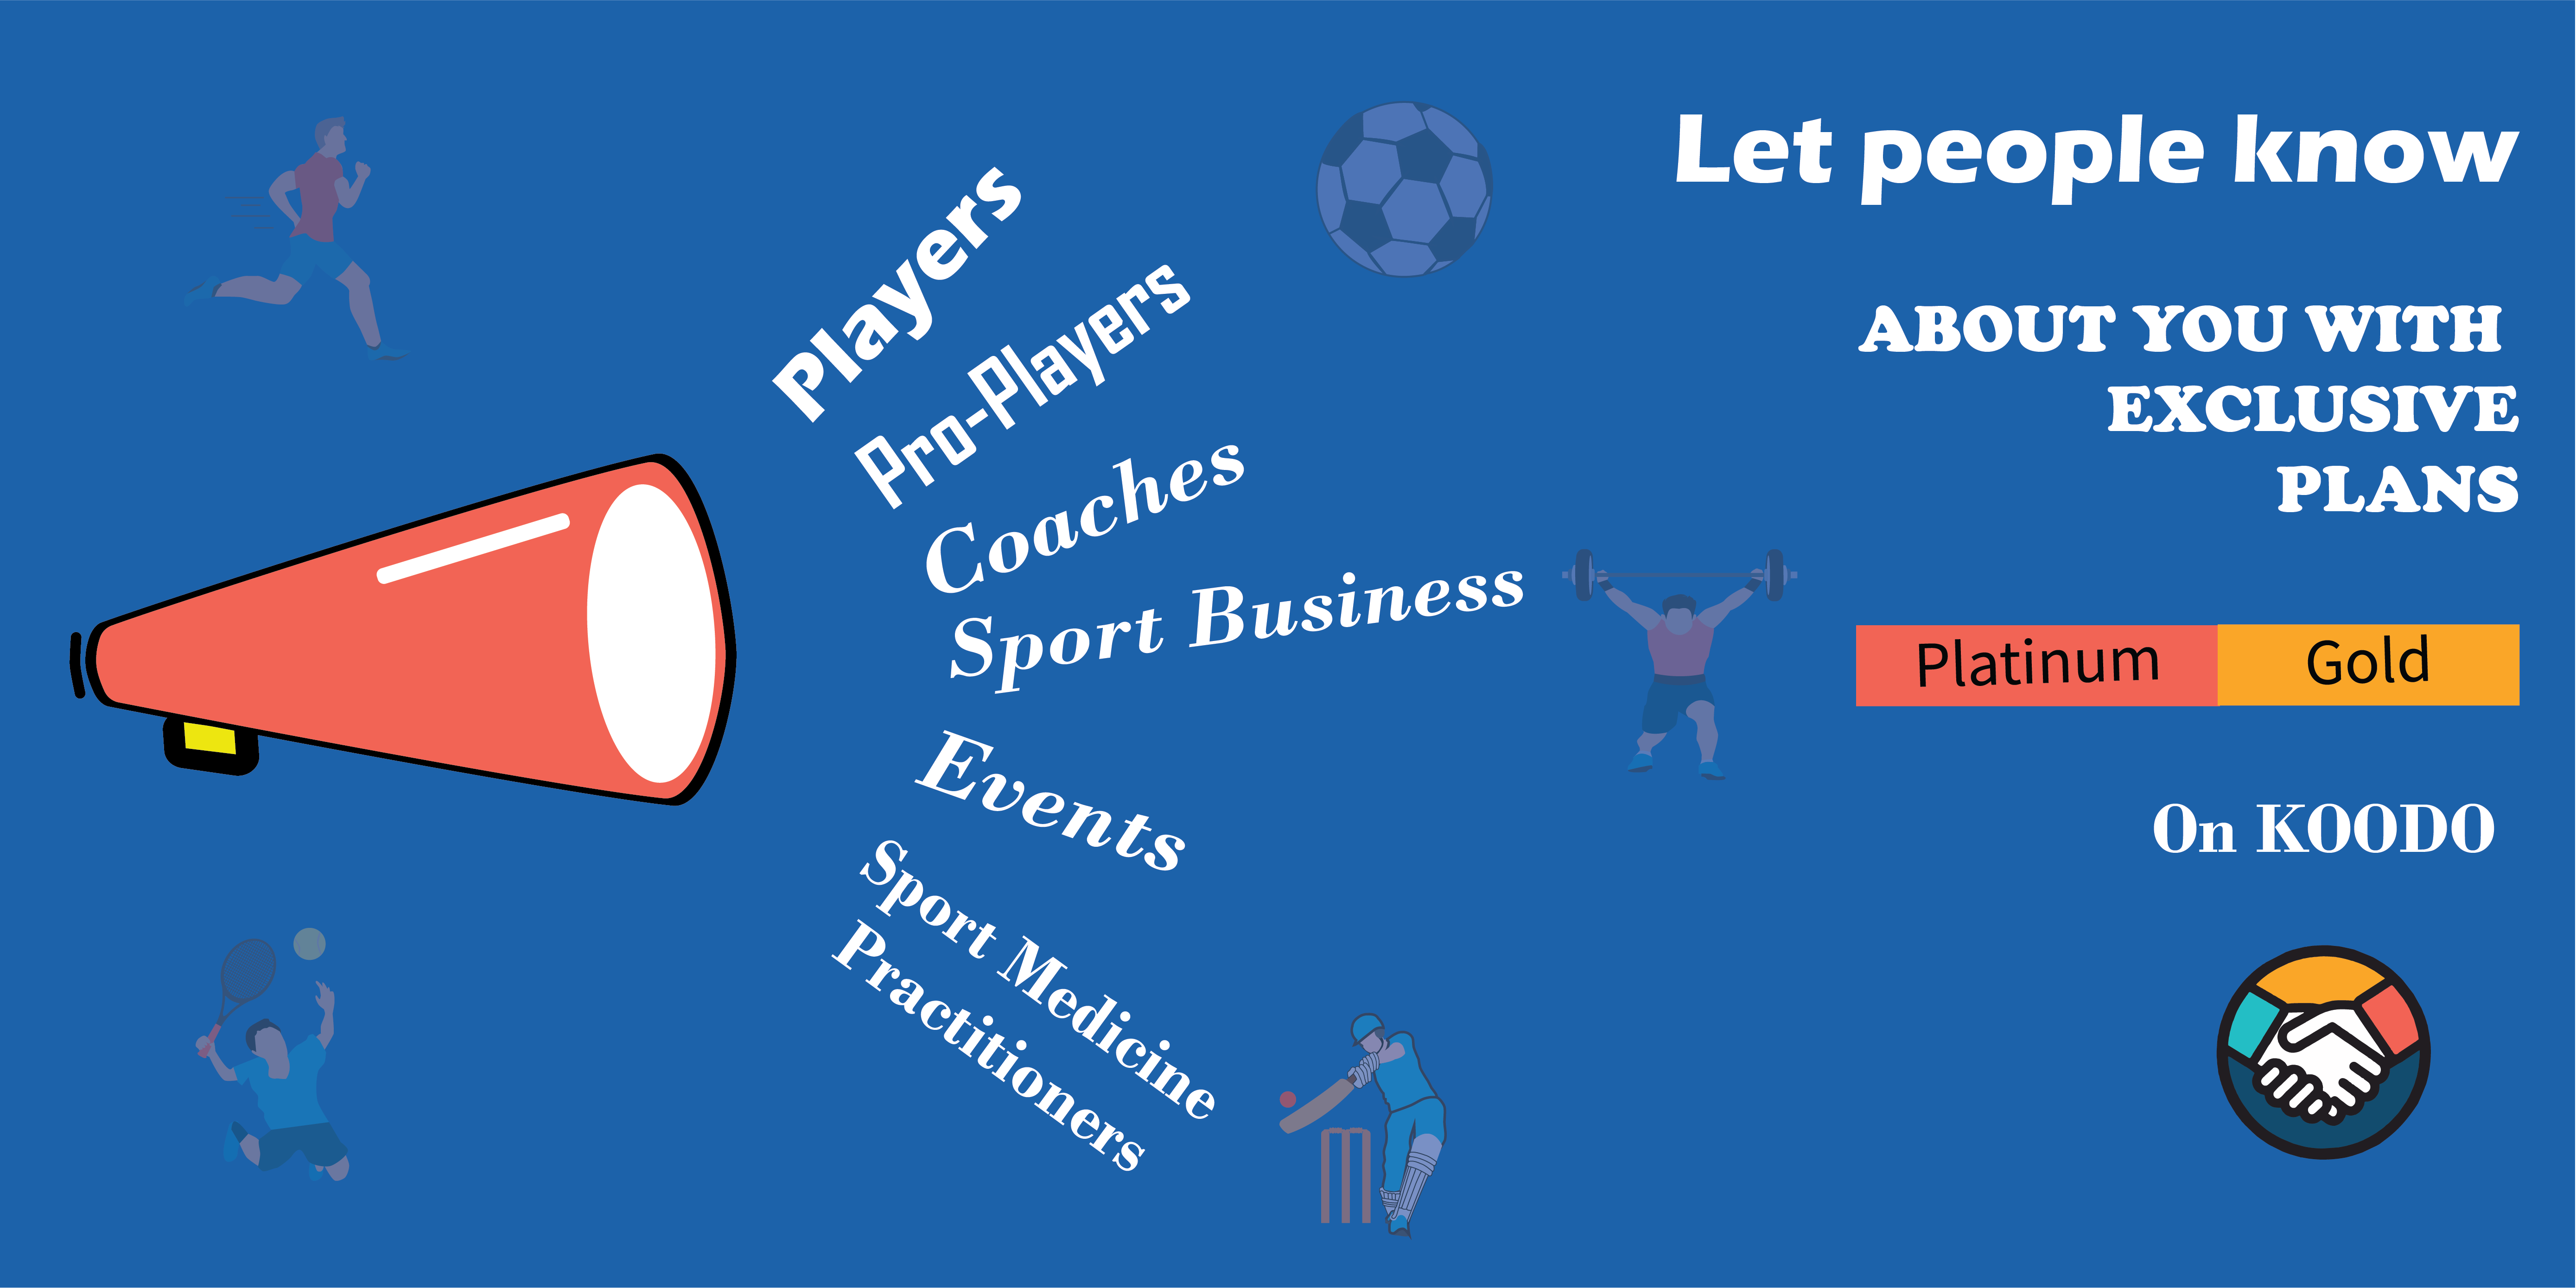 Players
Pro-Players
Coaches
Sport Business
Events
Sport Medicine
Practitioners
Let people know
ABOUT YOU WITH
EXCLUSIVE
PLANS
Platinum
Gold
On KOODO